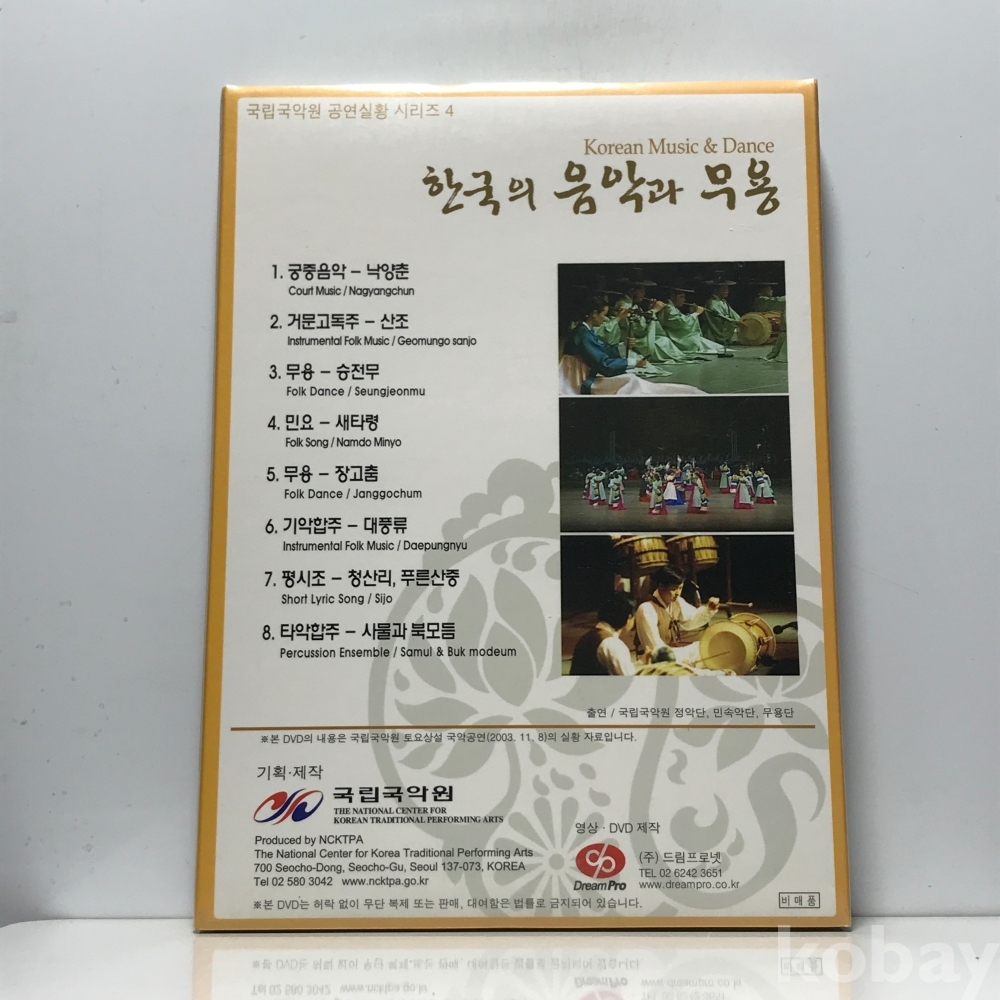 국립국악원 공연실황 시리즈 4
Korean Music & Dance
한국의 음악과 무용
1. 궁중음악 – 낙양춘
Court Music / Nagyangchun
2. 거문고독주 – 산조
Instrumental Folk Music / Geomungo sanjo
3. 무용 – 승전무
Folk Dance / Seungjeonmu
4. 민요 – 새타령
Folk Song / Namdo Minyo
5. 무용 – 장고춤
Folk Dance / Janggochum
6. 기악합주 – 대풍류
Instrumental Folk Music / Daepungnyu
7. 평시조 – 청산리, 푸른산중
Short Lyric Song / Sijo
8. 타악합주 – 사물과 북모듬
Percussion Ensemble / Samul & Buk modeum
출연 / 국립국악원 정악단, 민속악단, 무용단
※본 DVD의 내용은 국립국악원 토요상설 국악공연(2003. 11. 8)의 실황 자료입니다.
기획·제작
국립국악원
THE NATIONAL CENTER FOR
KOREAN TRADITIONAL PERFORMING ARTS
Produced by NCKTPA
The National Center for Korea Traditional Performing Arts
700 Seocho-Dong, Seocho-Gu, Seoul 137-073, KOREA
Tel 02 580 3042 www.ncktpa.go.kr
영상 · DVD 제작
DreamPro
(주) 드림프로넷
TEL 02 6242 3651
www.dreampro.co.kr
※본 DVD는 허락 없이 무단 복제 또는 판매, 대여함은 법률로 금지되어 있습니다.
비매품
kobay